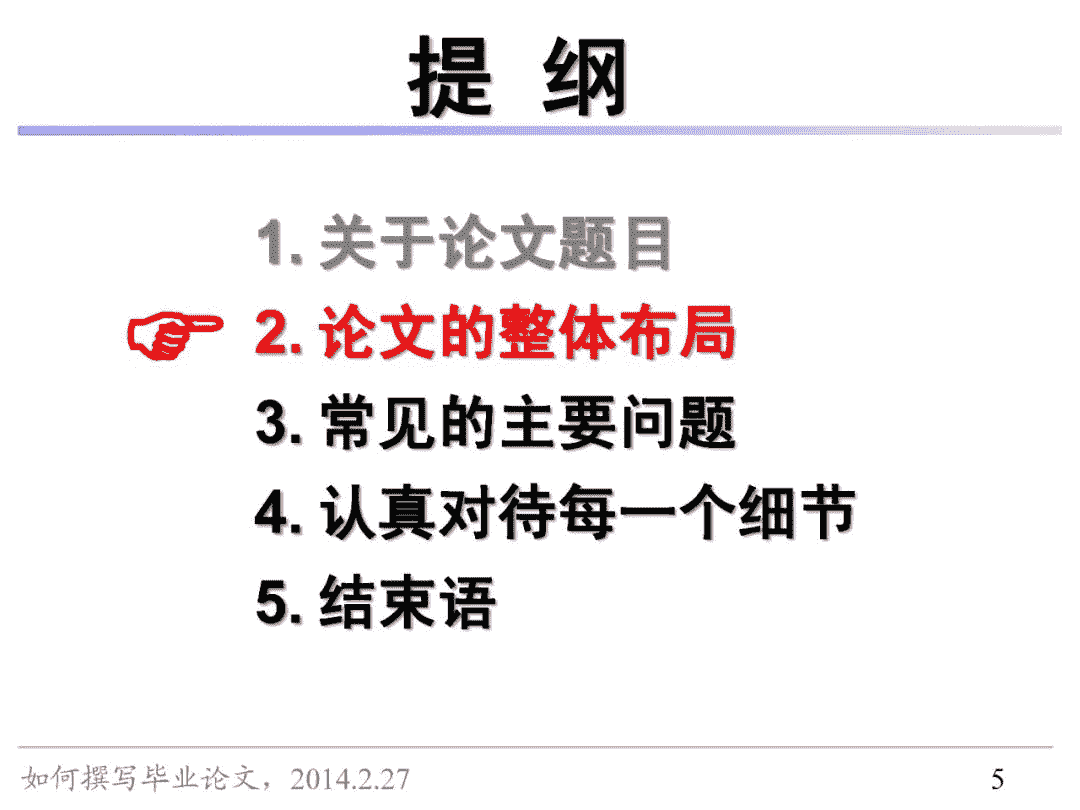 提 纲
1. 关于论文题目
2. 论文的整体布局
3. 常见的主要问题
4. 认真对待每一个细节
5. 结束语
如何撰写毕业论文，2014.2.27
5